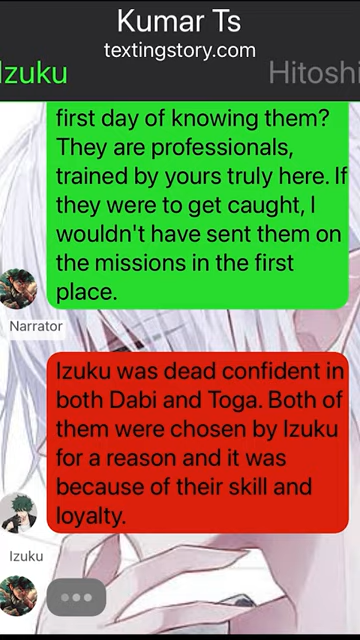 Kumar Ts
textingstory.com
Izuku Hitoshi
first day of knowing them?
They are professionals,
trained by yours truly here. If
they were to get caught, I
wouldn't have sent them on
the missions in the first
place.
Narrator
Izuku was dead confident in
both Dabi and Toga. Both of
them were chosen by Izuku
for a reason and it was
because of their skill and
loyalty.
Izuku